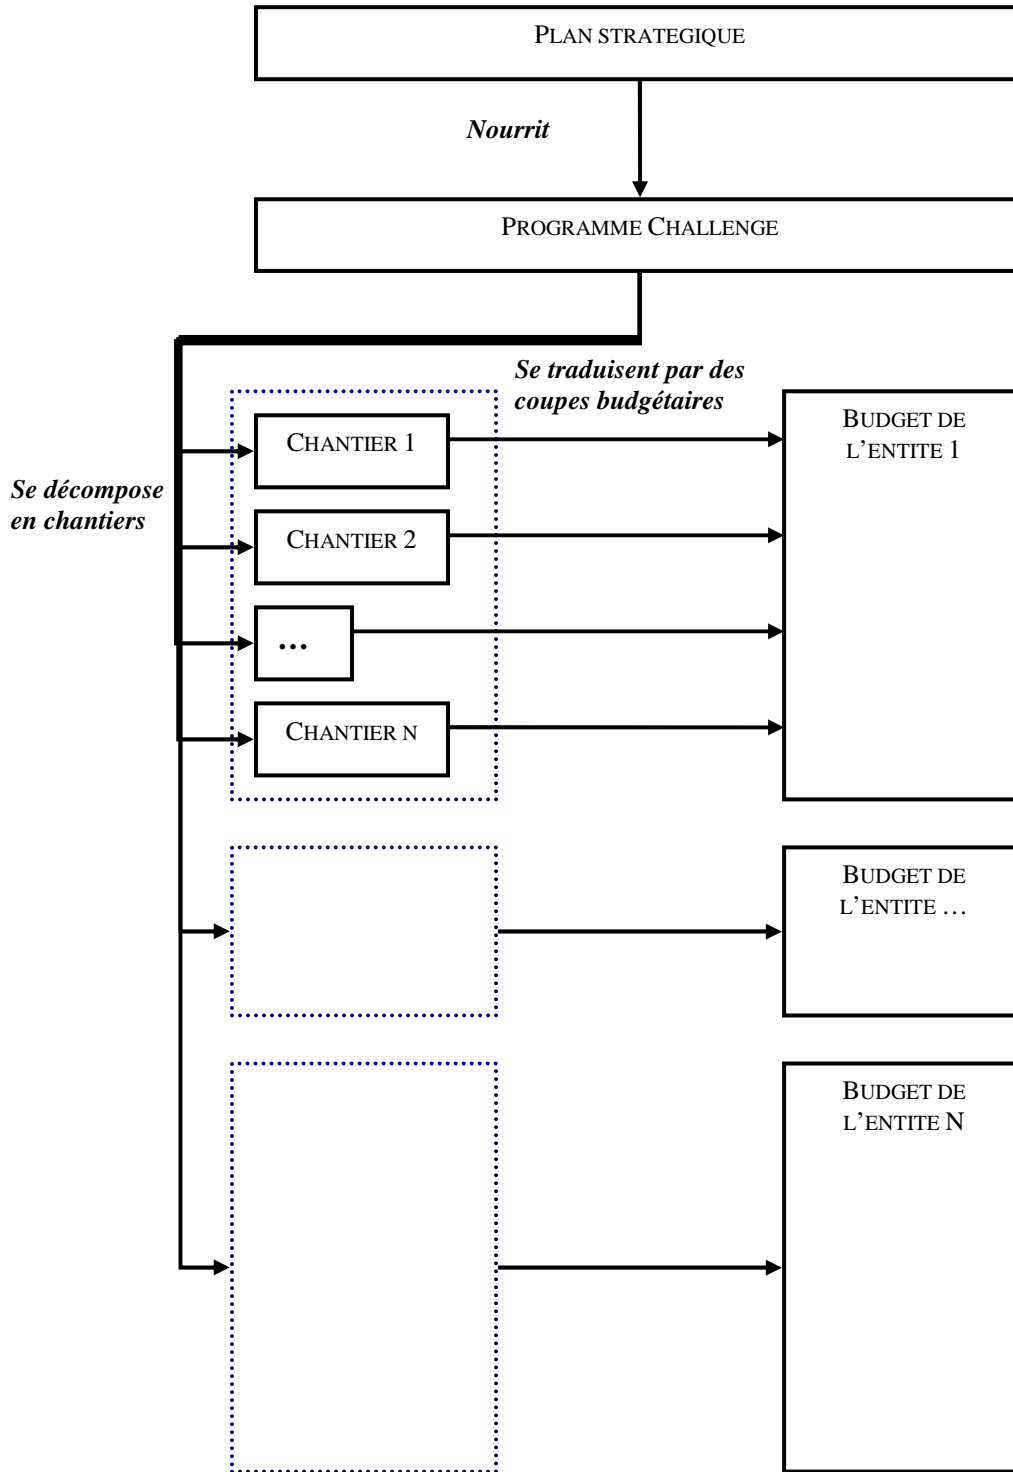 PLAN STRATEGIQUE
Nourrit
PROGRAMME CHALLENGE
Se traduisent par des
coupes budgétaires
BUDGET DE
L'ENTITE 1
CHANTIER 1
Se décompose
en chantiers
CHANTIER 2
...
CHANTIER N
BUDGET DE
L'ENTITE …
BUDGET DE
L'ENTITE N